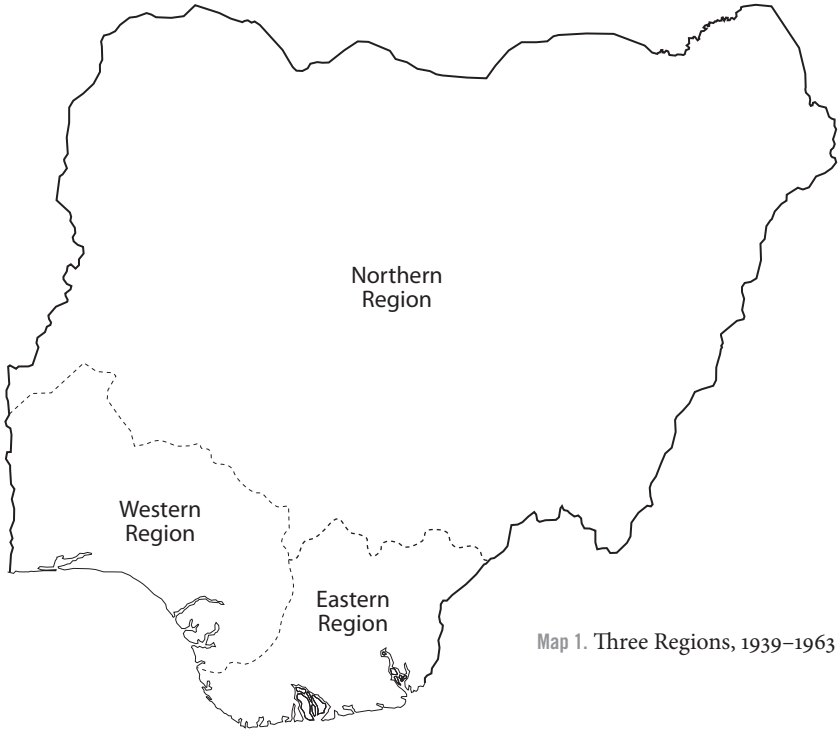 Northern
Region
Western
Region
Eastern
Region
Map 1. Three Regions, 1939–1963